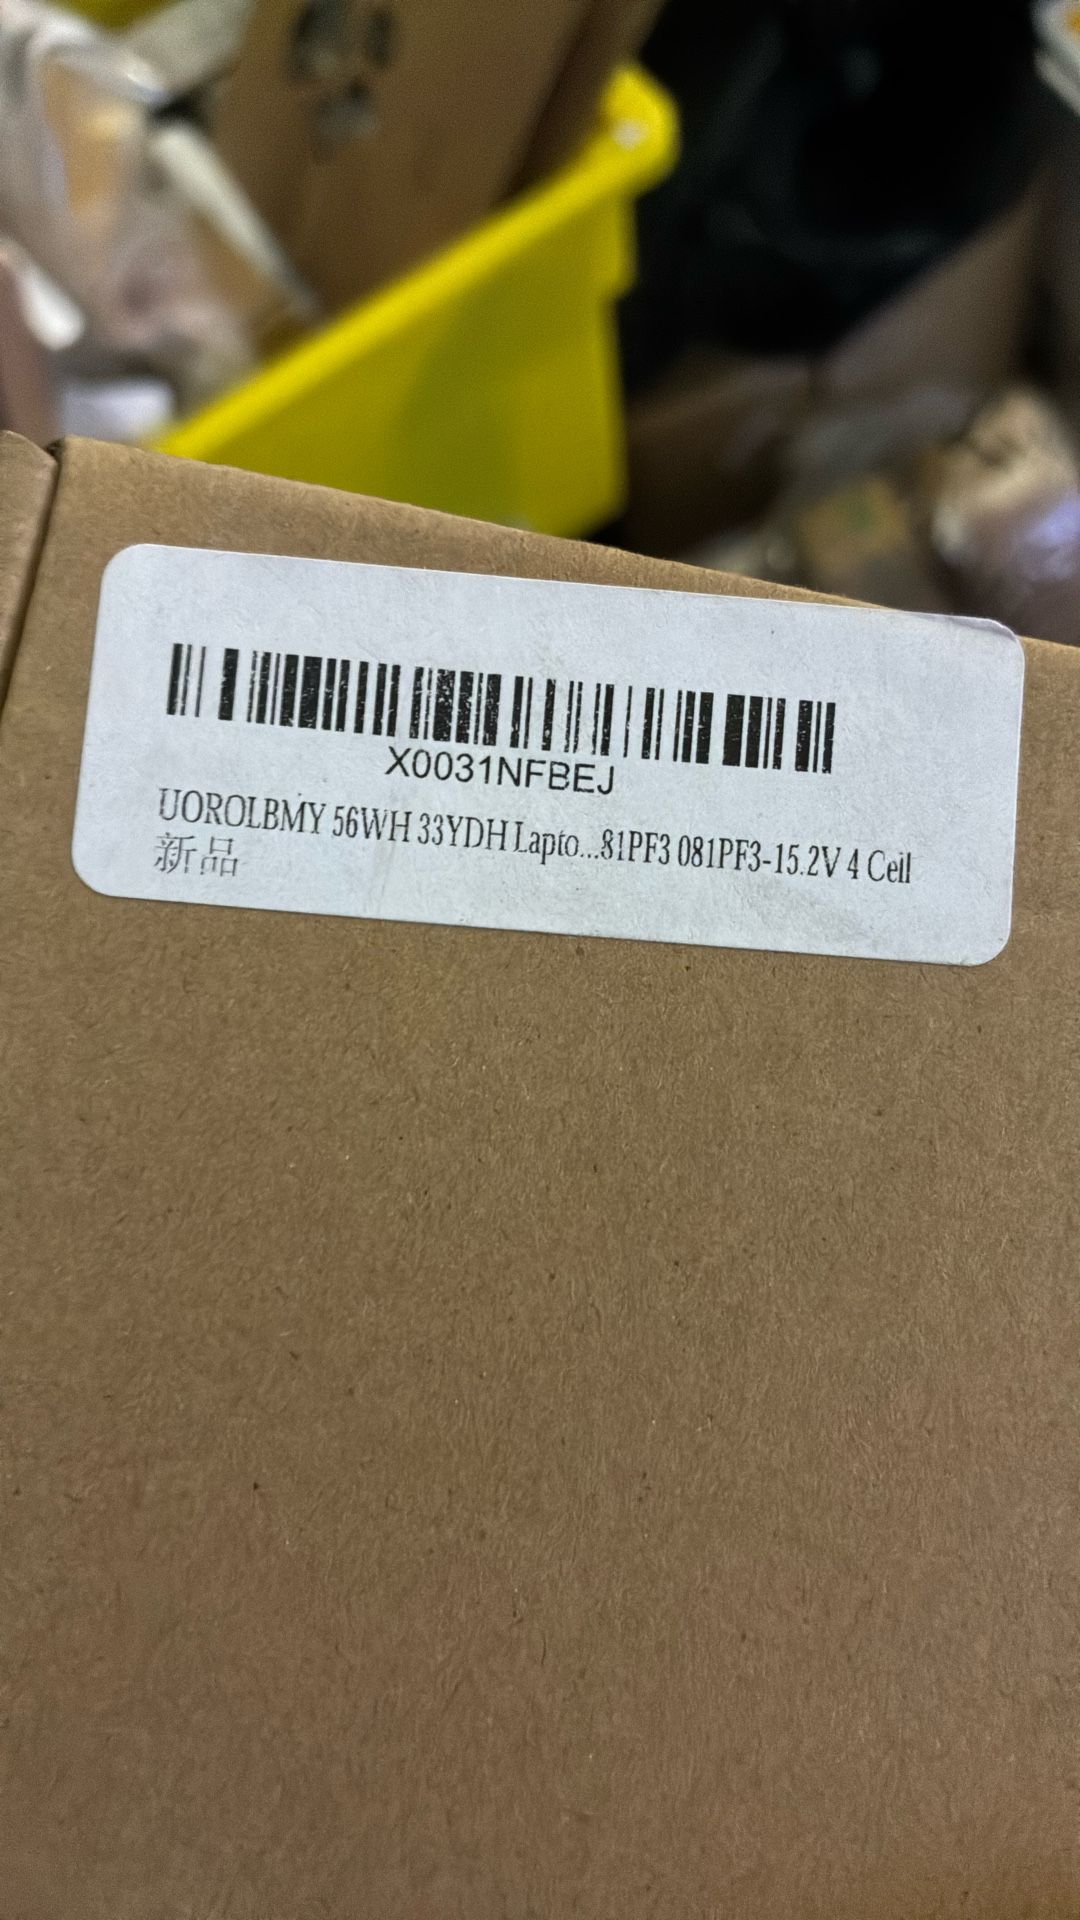 X0031NFBEJ
UOROLBMY 56WH 33YDH Lapto...81PF3 081PF3-15.2V 4 Cell
新品